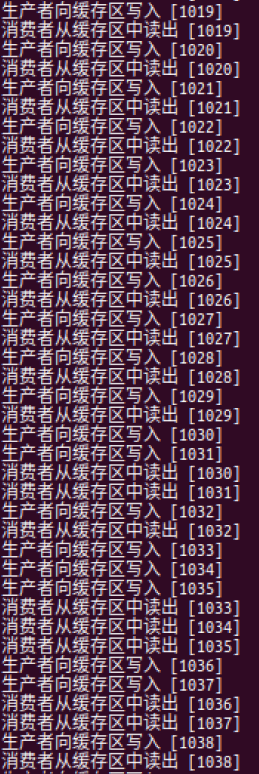 生产者向缓存区写入 [1019]
消费者从缓存区中读出 [1019]
生产者向缓存区写入 [1020]
消费者从缓存区中读出 [1020]
生产者向缓存区写入 [1021]
消费者从缓存区中读出 [1021]
生产者向缓存区写入 [1022]
消费者从缓存区中读出 [1022]
生产者向缓存区写入 [1023]
消费者从缓存区中读出 [1023]
生产者向缓存区写入 [1024]
消费者从缓存区中读出 [1024]
生产者向缓存区写入 [1025]
消费者从缓存区中读出 [1025]
生产者向缓存区写入 [1026]
消费者从缓存区中读出 [1026]
生产者向缓存区写入 [1027]
消费者从缓存区中读出 [1027]
生产者向缓存区写入 [1028]
消费者从缓存区中读出 [1028]
生产者向缓存区写入 [1029]
消费者从缓存区中读出 [1029]
生产者向缓存区写入 [1030]
生产者向缓存区写入 [1031]
消费者从缓存区中读出 [1030]
消费者从缓存区中读出 [1031]
生产者向缓存区写入 [1032]
消费者从缓存区中读出 [1032]
生产者向缓存区写入 [1033]
生产者向缓存区写入 [1034]
生产者向缓存区写入 [1035]
消费者从缓存区中读出 [1033]
消费者从缓存区中读出 [1034]
消费者从缓存区中读出 [1035]
生产者向缓存区写入 [1036]
生产者向缓存区写入 [1037]
消费者从缓存区中读出 [1036]
消费者从缓存区中读出 [1037]
生产者向缓存区写入 [1038]
消费者从缓存区中读出 [1038]